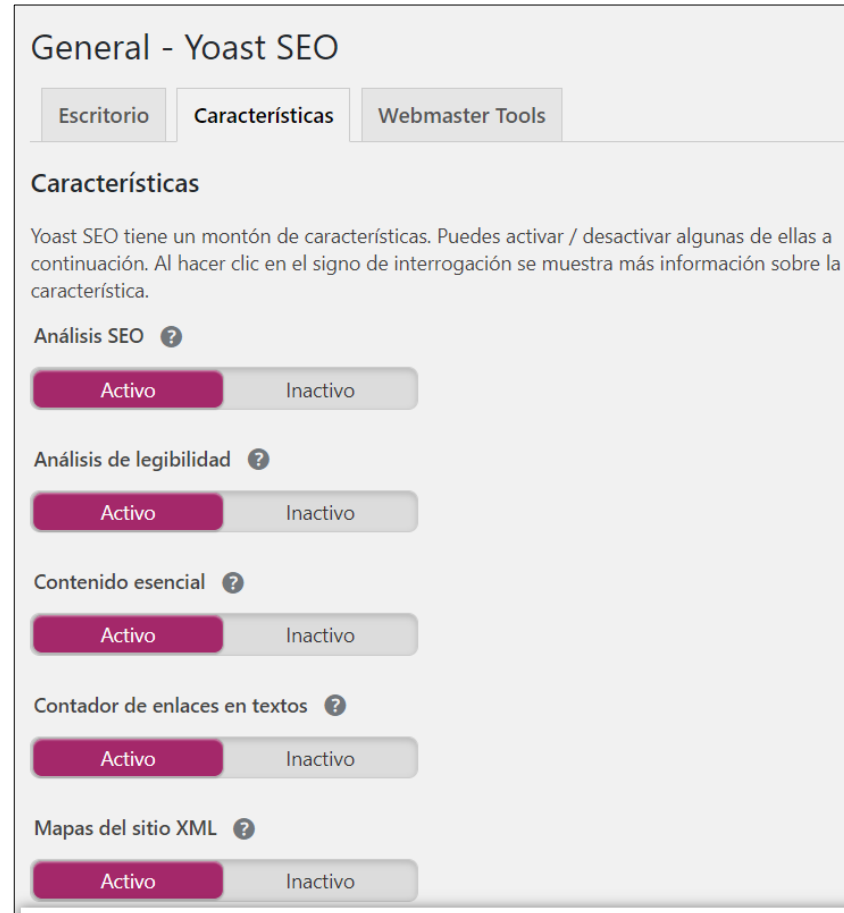 General - Yoast SEO
Escritorio Características Webmaster Tools
Características
Yoast SEO tiene un montón de características. Puedes activar / desactivar algunas de ellas a
continuación. Al hacer clic en el signo de interrogación se muestra más información sobre la
característica.
Análisis SEO ?
Activo Inactivo
Análisis de legibilidad ?
Activo Inactivo
Contenido esencial ?
Activo Inactivo
Contador de enlaces en textos ?
Activo Inactivo
Mapas del sitio XML ?
Activo Inactivo